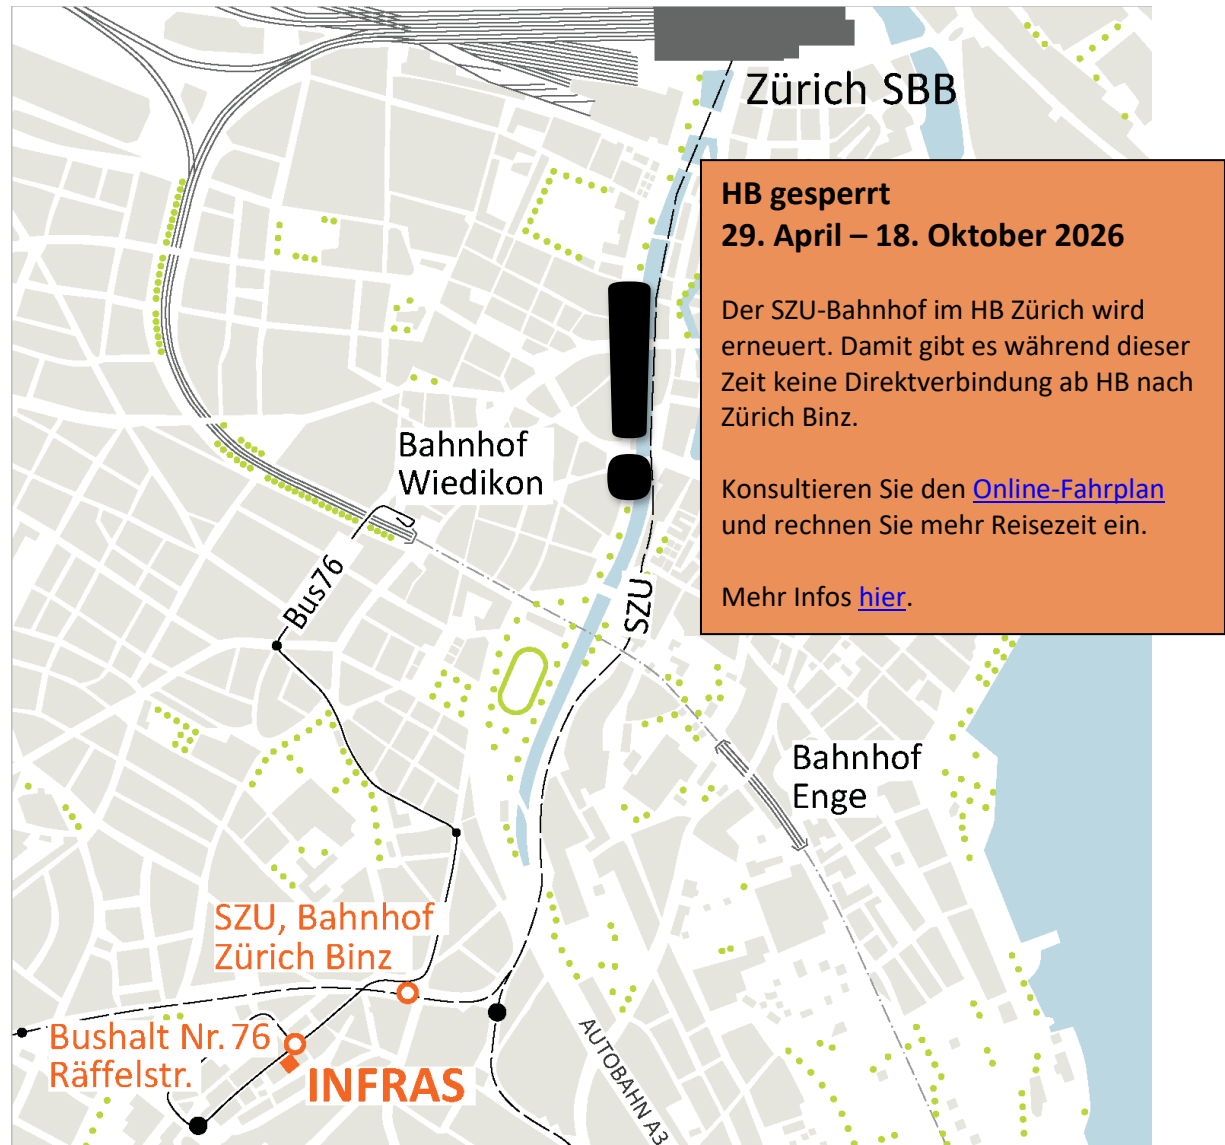 Zürich SBB
HB gesperrt
29. April – 18. Oktober 2026
Der SZU-Bahnhof im HB Zürich wird
erneuert. Damit gibt es während dieser
Zeit keine Direktverbindung ab HB nach
Zürich Binz.
Konsultieren Sie den Online-Fahrplan
und rechnen Sie mehr Reisezeit ein.
Mehr Infos hier.
!
Bahnhof
Wiedikon
Bus76
SZU
Bahnhof
Enge
SZU, Bahnhof
Zürich Binz
Bushalt Nr. 76
Räffelstr.
INFRAS
AUTOBAHN A3